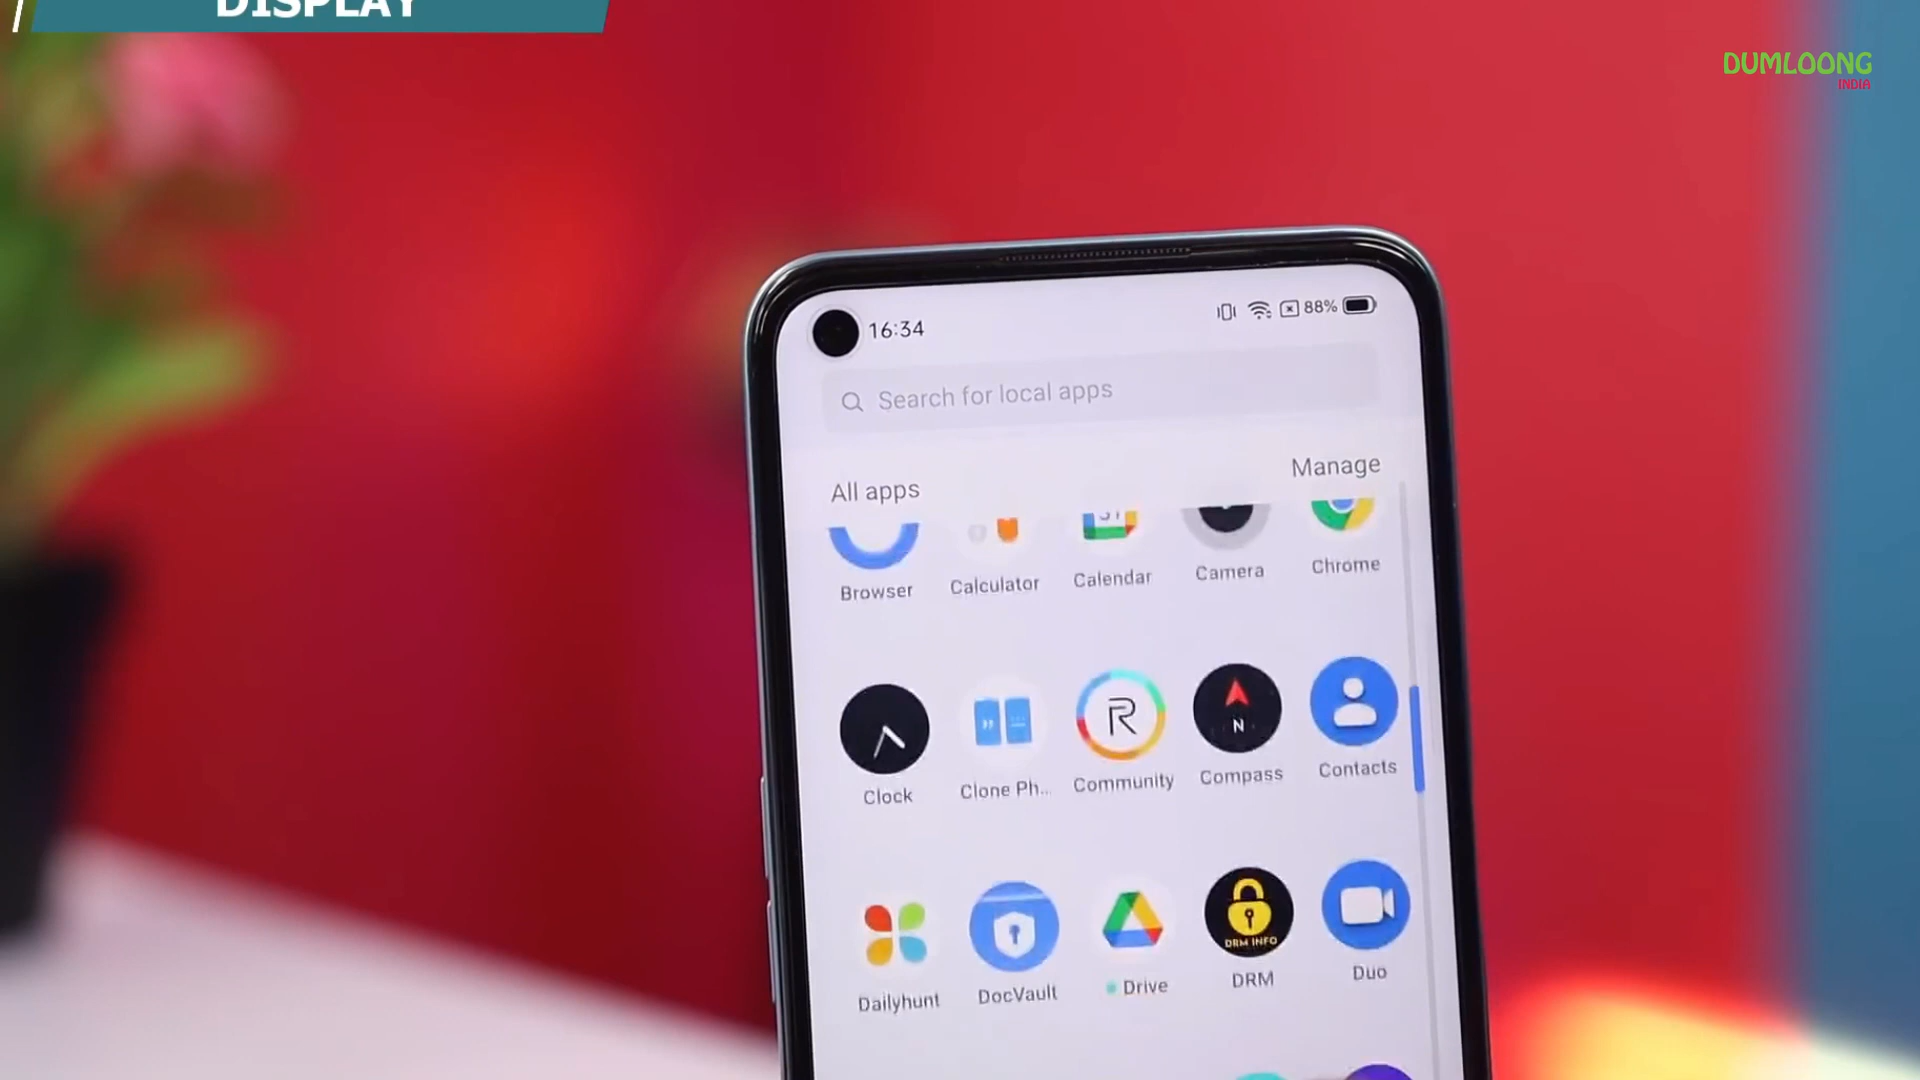 DISPLAY
DUMLOONG
INDIA
16:34
88%
Search for local apps
All apps
Manage
31
Browser
Calculator
Calendar
Camera
Chrome
R
N
Clock
Clone Ph...
Community
Compass
Contacts
DRM INFO
Dailyhunt
DocVault
Drive
DRM
Duo